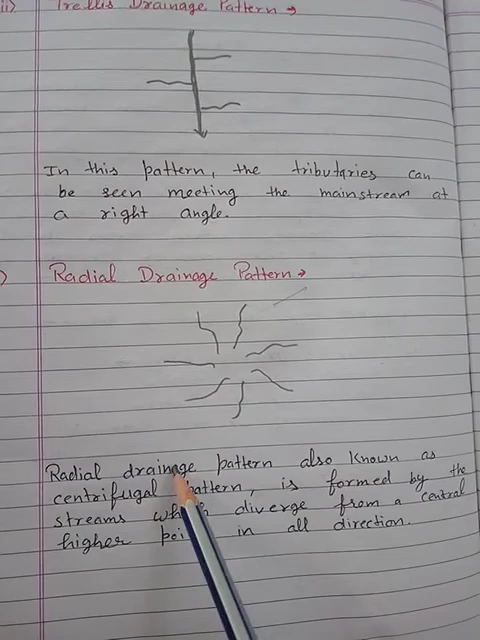 ii) Trellis Drainage Pattern →
In this pattern, the tributaries can
be seen meeting the mainstream at
a right angle.
) Radial Drainage Pattern →
Radial drainage pattern also known as
centrifugal pattern, is formed by the
streams which diverge from a central
higher point in all direction.